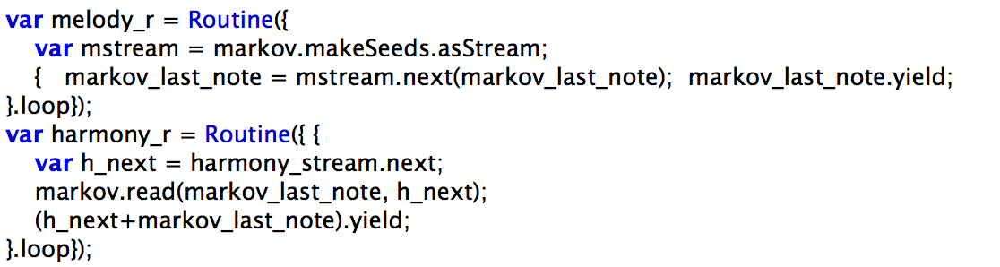 var melody_r = Routine({
var mstream = markov.makeSeeds.asStream;
{ markov_last_note = mstream.next(markov_last_note); markov_last_note.yield;
}.loop});
var harmony_r = Routine({ {
var h_next = harmony_stream.next;
markov.read(markov_last_note, h_next);
(h_next+markov_last_note).yield;
}.loop});